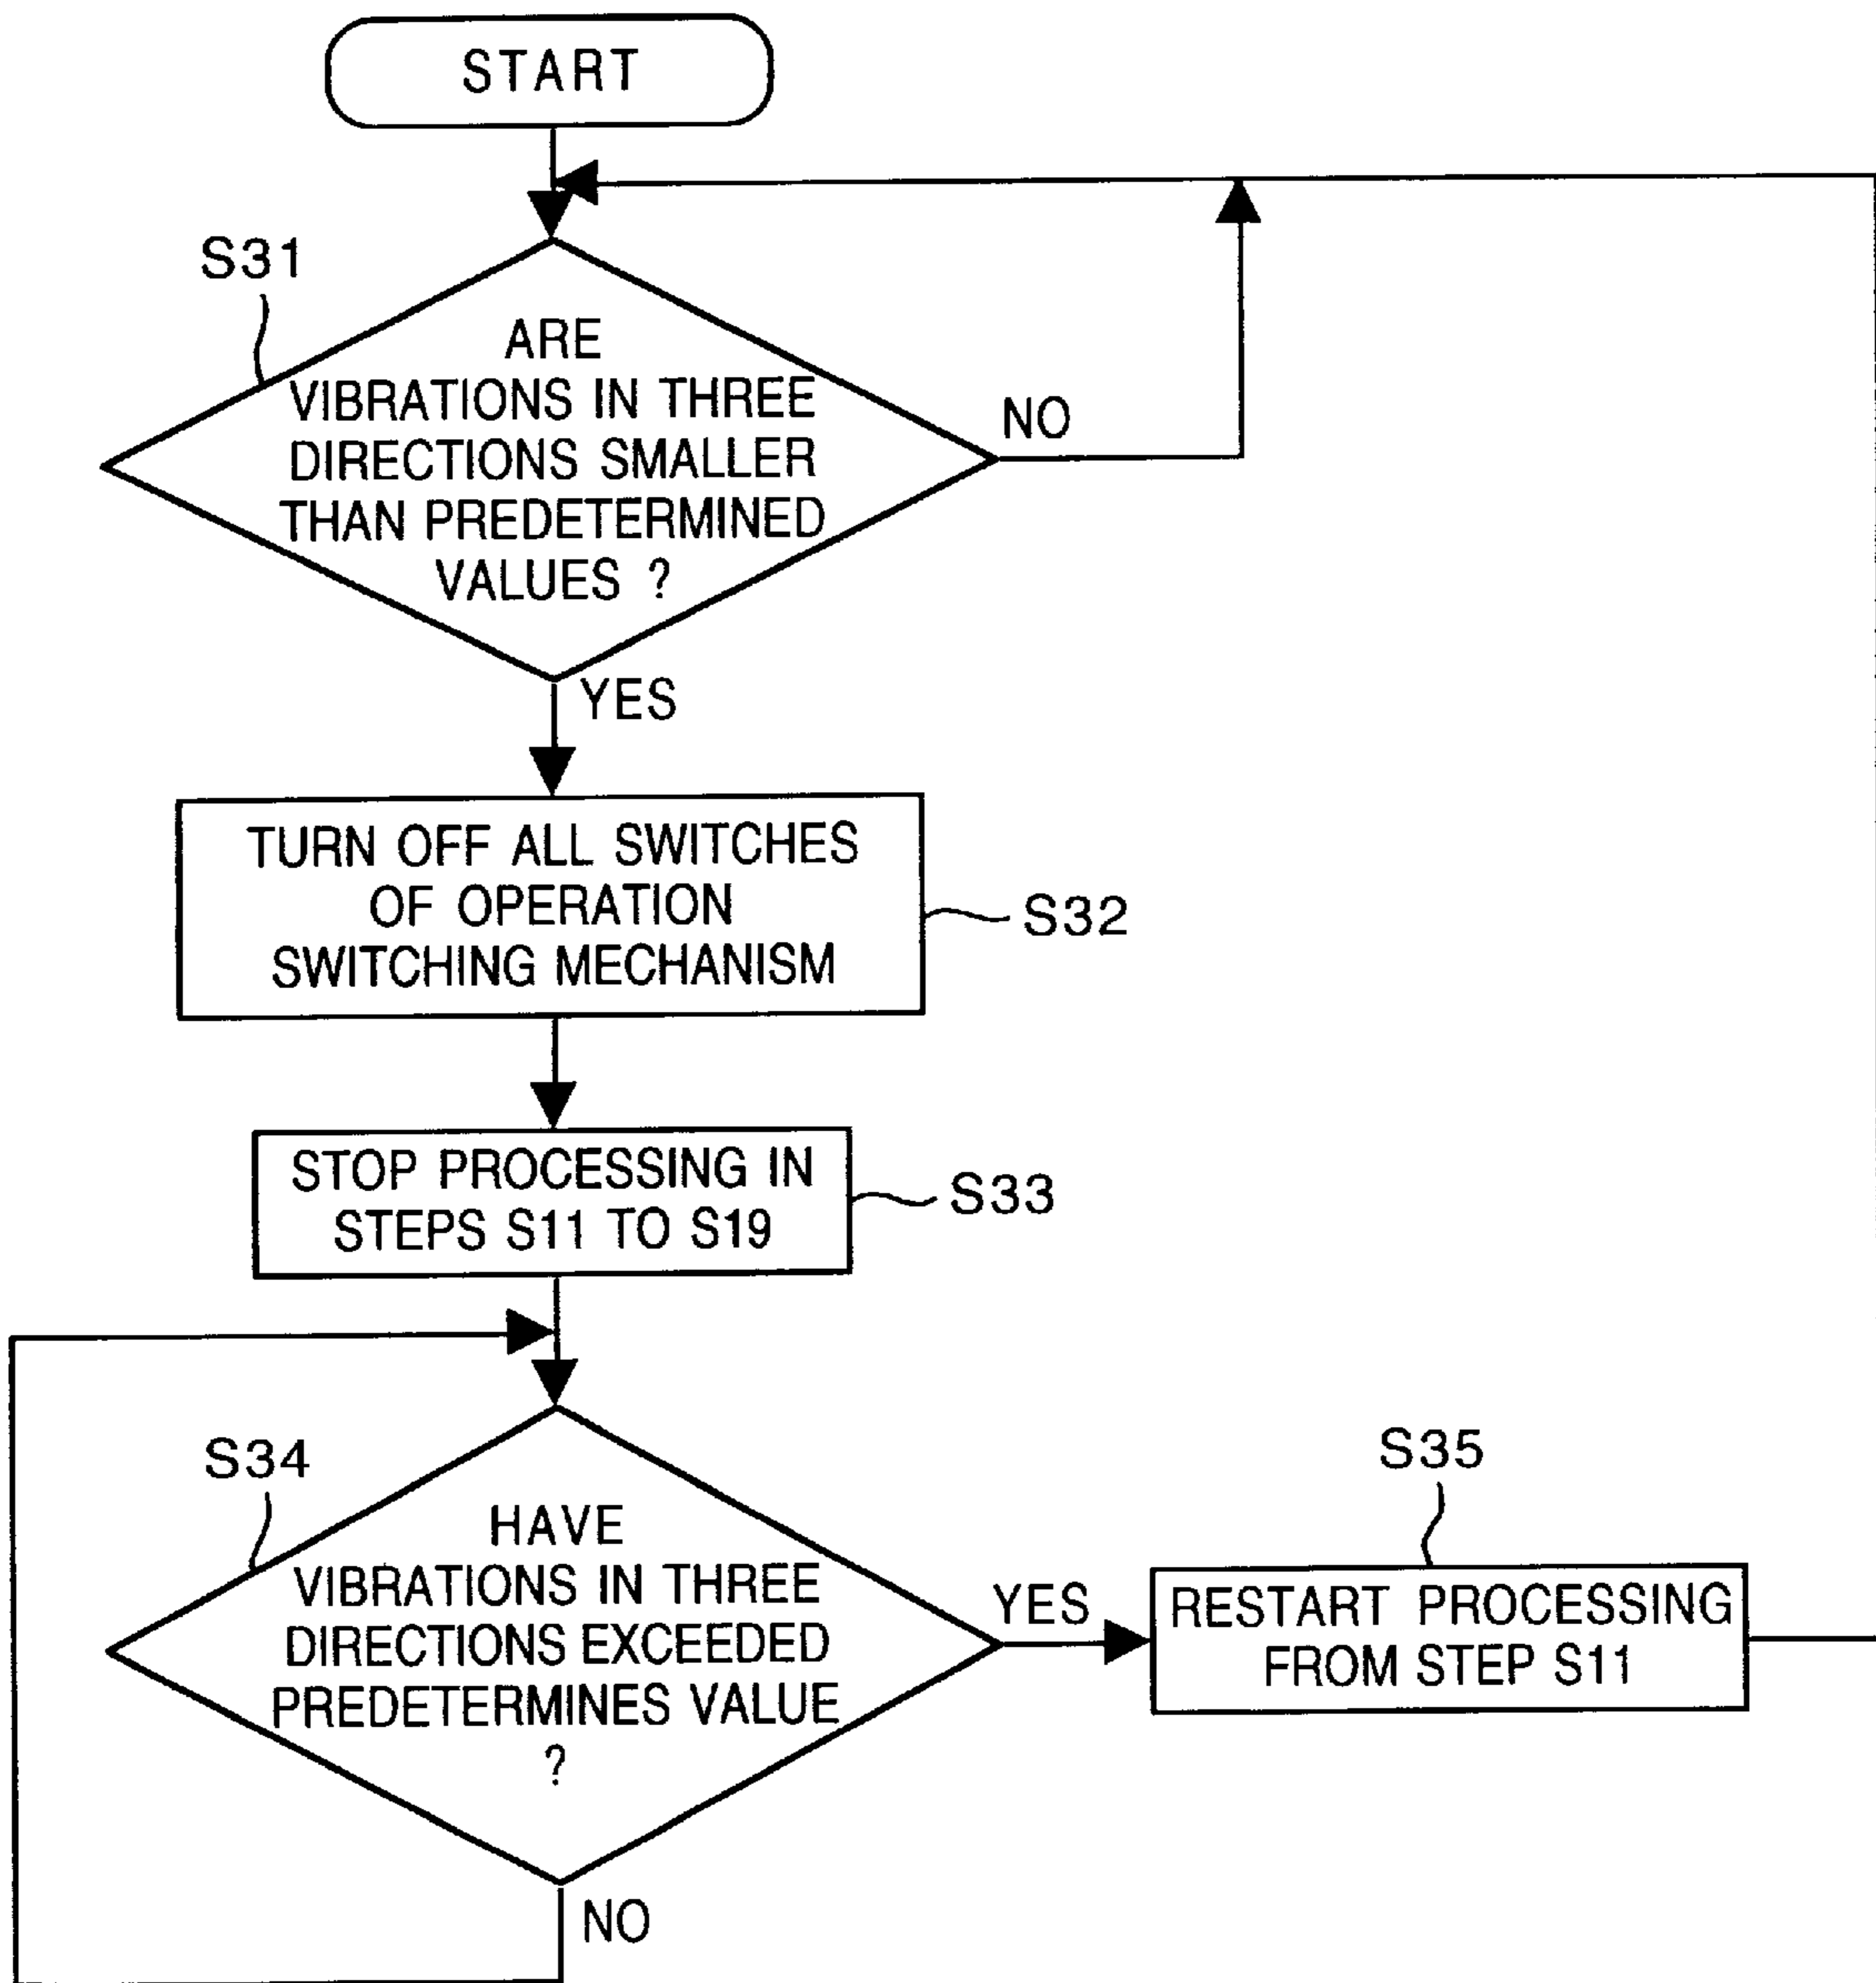 START
S31
ARE
VIBRATIONS IN THREE
DIRECTIONS SMALLER
THAN PREDETERMINED
VALUES ?
NO
YES
TURN OFF ALL SWITCHES
OF OPERATION
SWITCHING MECHANISM
S32
STOP PROCESSING IN
STEPS S11 TO S19
S33
S34
HAVE
VIBRATIONS IN THREE
DIRECTIONS EXCEEDED
PREDETERMINES VALUE
?
YES
NO
S35
RESTART PROCESSING
FROM STEP S11